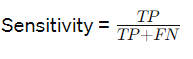 Sensitivity = TP / TP+FN